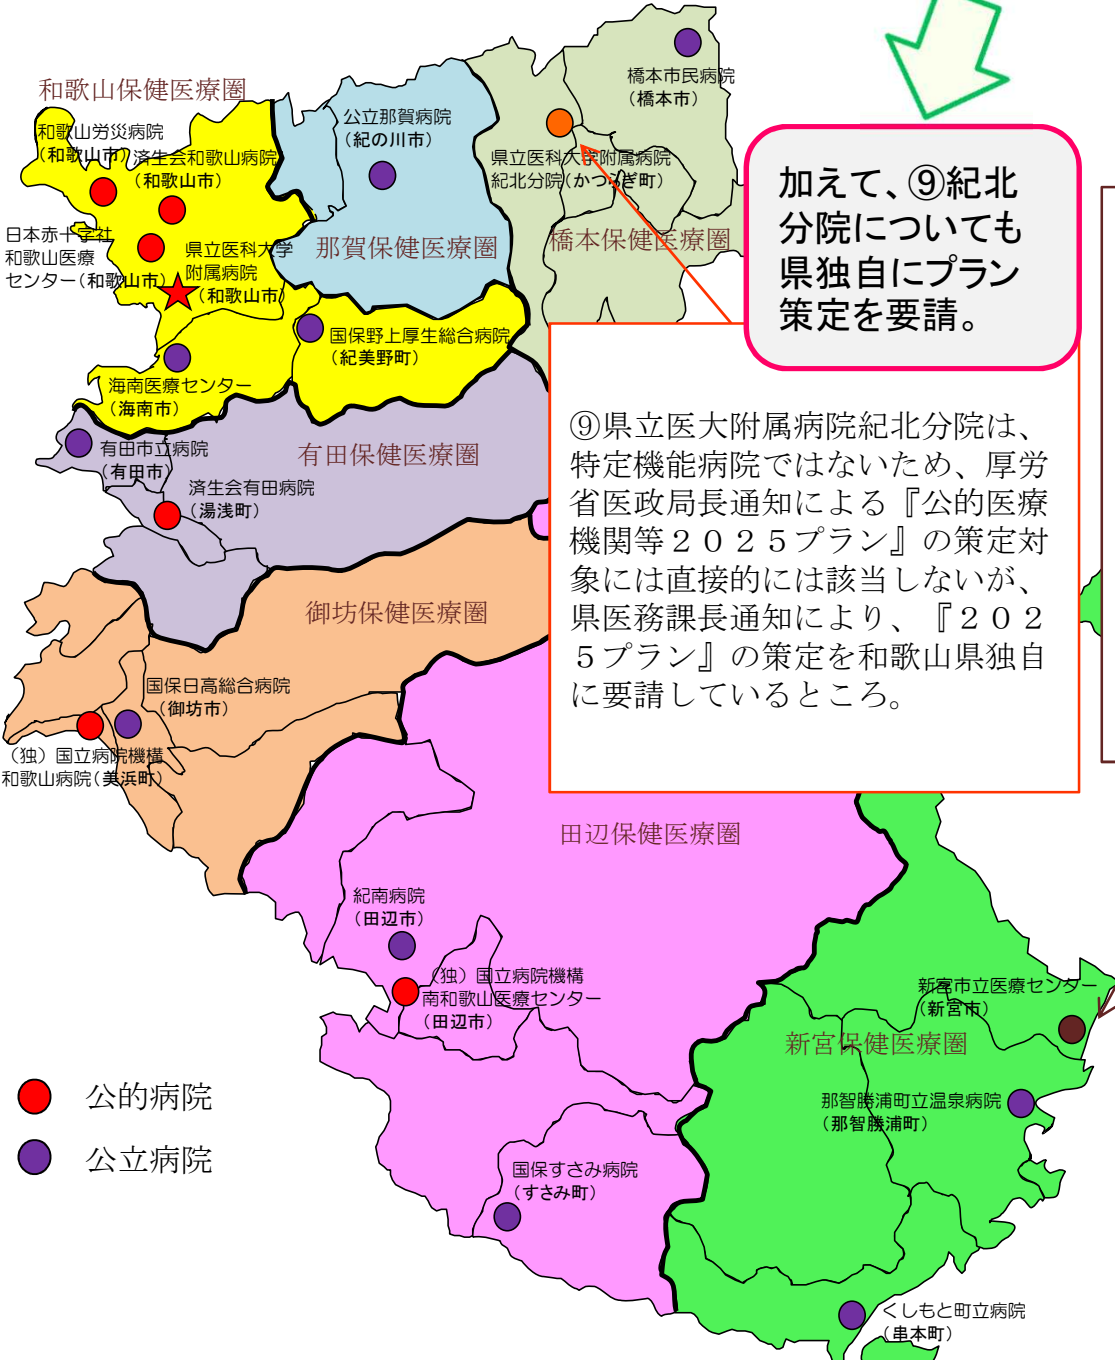 和歌山保健医療圏
和歌山労災病院
（和歌山市）
済生会和歌山病院
（和歌山市）
日本赤十字社
和歌山医療
センター（和歌山市）
県立医科大学
附属病院
（和歌山市）
海南医療センター
（海南市）
国保野上厚生総合病院
（紀美野町）
公立那賀病院
（紀の川市）
那賀保健医療圏
橋本市民病院
（橋本市）
県立医科大学附属病院
紀北分院（かつらぎ町）
橋本保健医療圏
加えて、⑨紀北
分院についても
県独自にプラン
策定を要請。
⑨県立医大附属病院紀北分院は、
特定機能病院ではないため、厚労
省医政局長通知による『公的医療
機関等２０２５プラン』の策定対
象には直接的には該当しないが、
県医務課長通知により、『２０２
５プラン』の策定を和歌山県独自
に要請しているところ。
有田市立病院
（有田市）
有田保健医療圏
済生会有田病院
（湯浅町）
御坊保健医療圏
国保日高総合病院
（御坊市）
（独）国立病院機構
和歌山病院（美浜町）
田辺保健医療圏
紀南病院
（田辺市）
（独）国立病院機構
南和歌山医療センター
（田辺市）
国保すさみ病院
（すさみ町）
新宮市立医療センター
（新宮市）
新宮保健医療圏
那智勝浦町立温泉病院
（那智勝浦町）
くしもと町立病院
（串本町）
公的病院
公立病院